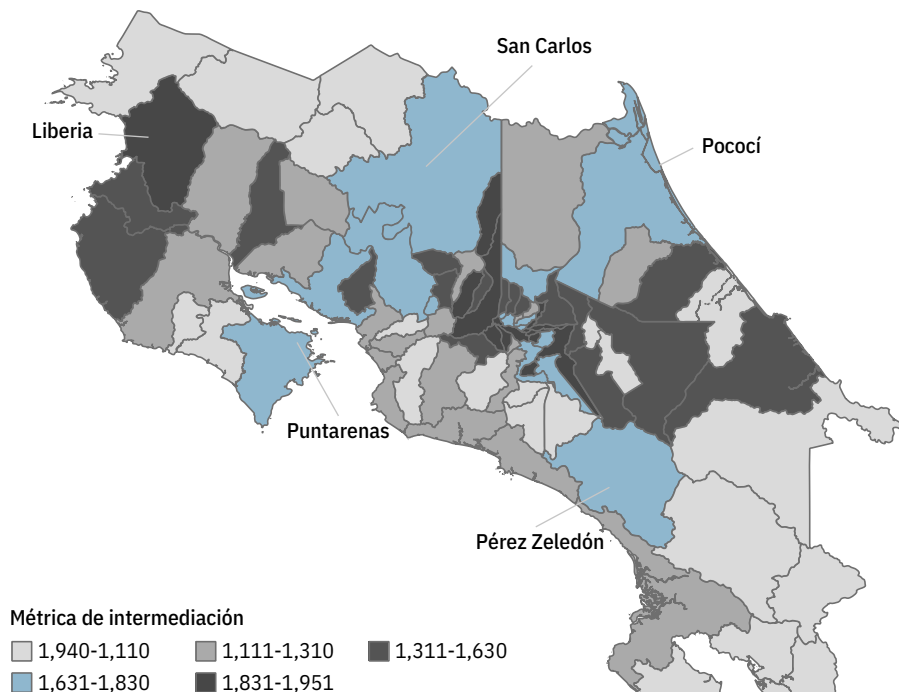 San Carlos
Liberia
Pococí
Puntarenas
Pérez Zeledón
Métrica de intermediación
1,940-1,110 1,111-1,310 1,311-1,630
1,631-1,830 1,831-1,951